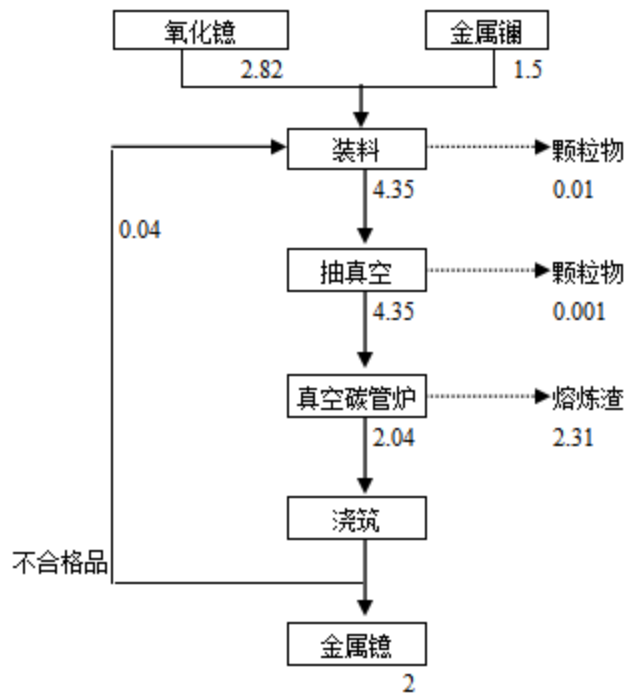 氧化镱
金属镧
2.82
1.5
装料
颗粒物
4.35
0.01
0.04
抽真空
颗粒物
4.35
0.001
真空碳管炉
熔炼渣
2.04
2.31
浇筑
不合格品
金属镱
2